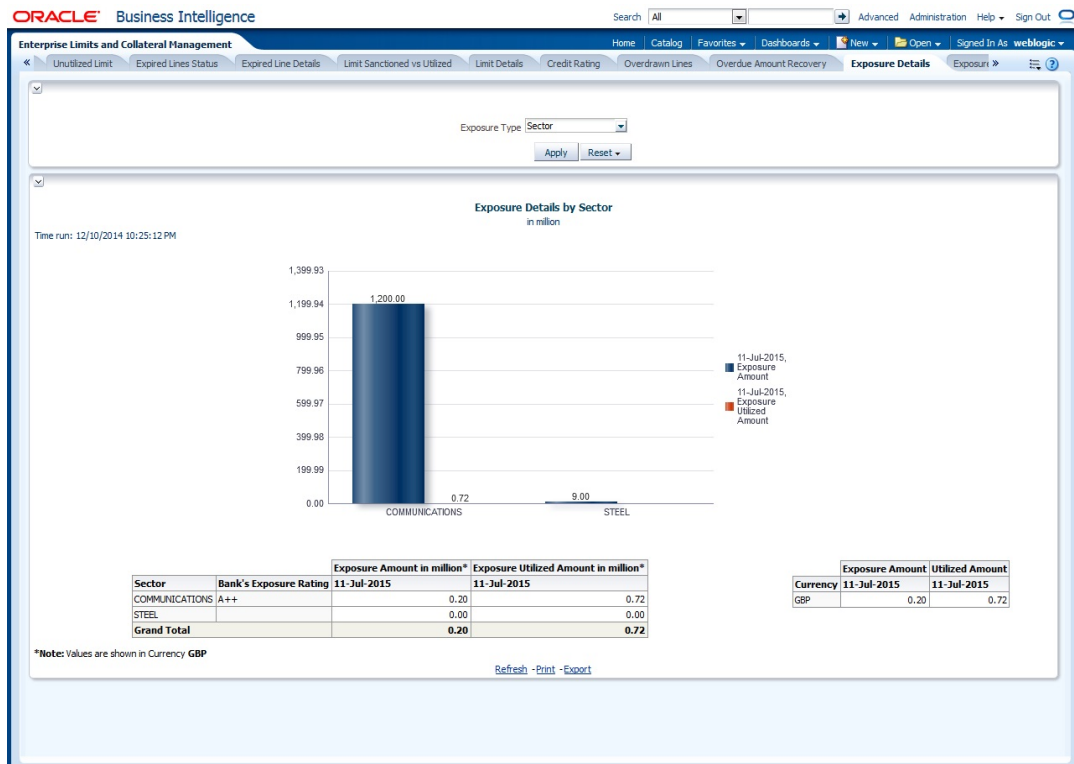 ORACLE Business Intelligence
Search All Advanced Administration Help Sign Out
Enterprise Limits and Collateral Management
Home Catalog Favorites Dashboards New Open Signed In As weblogic
« Unutilized Limit Expired Lines Status Expired Line Details Limit Sanctioned vs Utilized Limit Details Credit Rating Overdrawn Lines Overdue Amount Recovery Exposure Details Exposure »
Exposure Type Sector
Apply Reset
Exposure Details by Sector
in million
Time run: 12/10/2014 10:25:12 PM
1,399.93
1,199.94
999.95
799.96
599.97
399.98
199.99
0.00
1,200.00
0.72
9.00
COMMUNICATIONS STEEL
11-Jul-2015,
Exposure
Amount
11-Jul-2015,
Exposure
Utilized
Amount
Exposure Amount in million* Exposure Utilized Amount in million*
Sector Bank's Exposure Rating 11-Jul-2015 11-Jul-2015
COMMUNICATIONS A++ 0.20 0.72
STEEL 0.00 0.00
Grand Total 0.20 0.72
Exposure Amount Utilized Amount
Currency 11-Jul-2015 11-Jul-2015
GBP 0.20 0.72
*Note: Values are shown in Currency GBP
Refresh - Print - Export